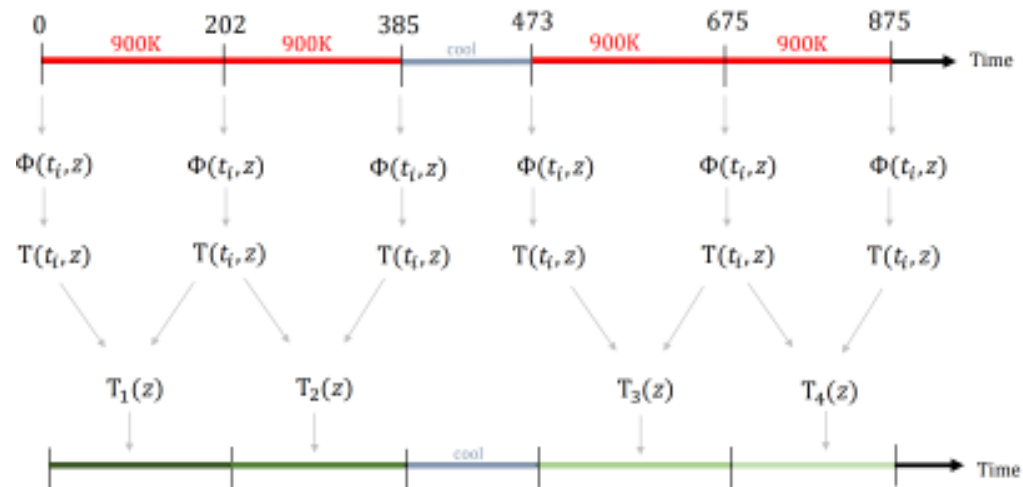 0 202 385 473 675 875
900K 900K cool 900K 900K Time
Φ(tᵢ,z) Φ(tᵢ,z) Φ(tᵢ,z) Φ(tᵢ,z) Φ(tᵢ,z) Φ(tᵢ,z)
T(tᵢ,z) T(tᵢ,z) T(tᵢ,z) T(tᵢ,z) T(tᵢ,z) T(tᵢ,z)
T₁(z) T₂(z) T₃(z) T₄(z)
cool Time